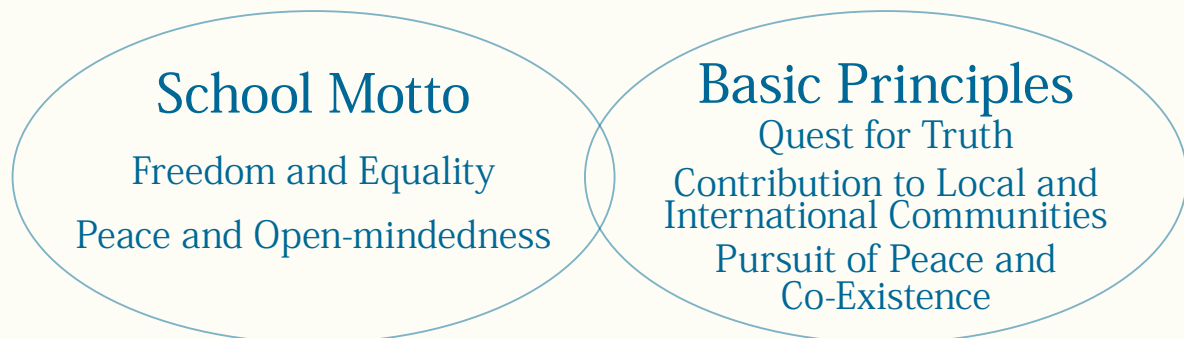 School Motto
Freedom and Equality
Peace and Open-mindedness
Basic Principles
Quest for Truth
Contribution to Local and
International Communities
Pursuit of Peace and
Co-Existence